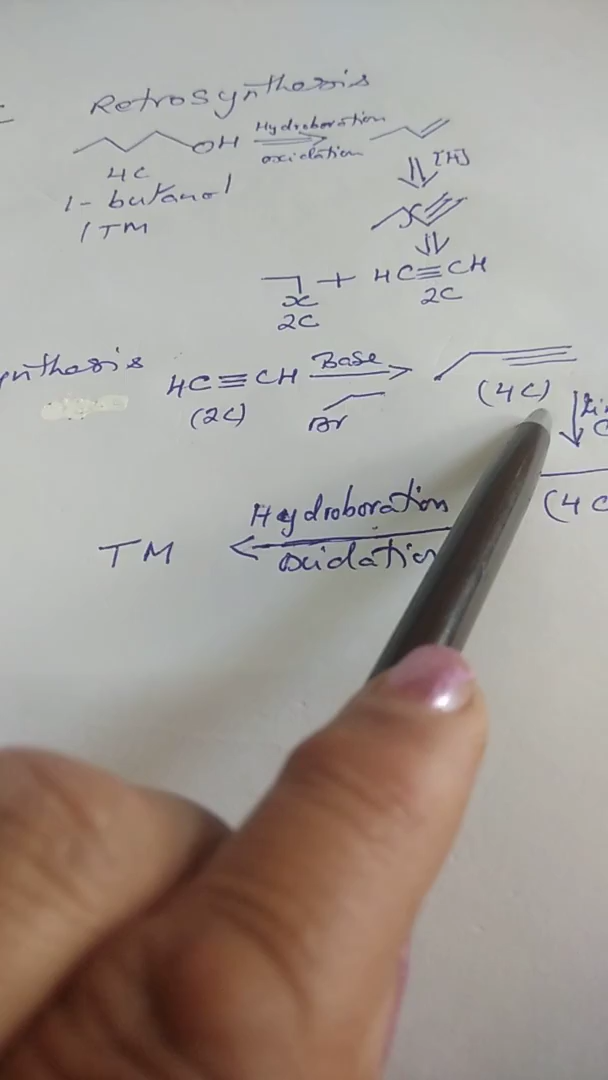 Retrosynthesis
OH Hydroboration
oxidation
[H]
4C
1-butanol
TM
x + HC≡CH
2C 2C
nthesis HC≡CH Base
(2C) Br (4C)
Hydroboration (4C
TM oxidation